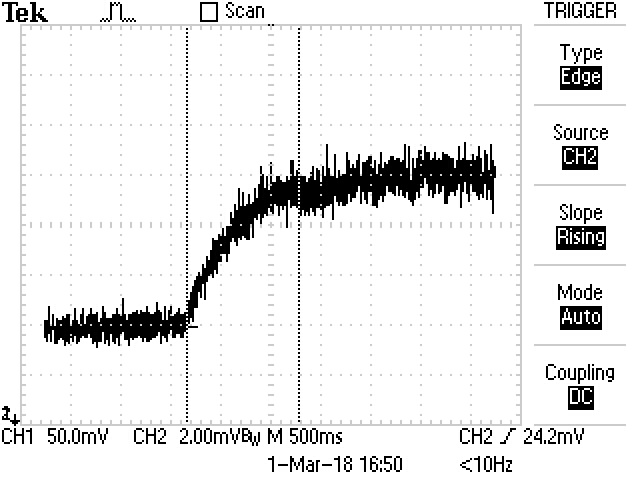 Tek Scan TRIGGER
Type
Edge
Source
CH2
Slope
Rising
Mode
Auto
Coupling
DC
CH1 50.0mV CH2 2.00mVBW M 500ms CH2 24.2mV
1-Mar-18 16:50 <10Hz